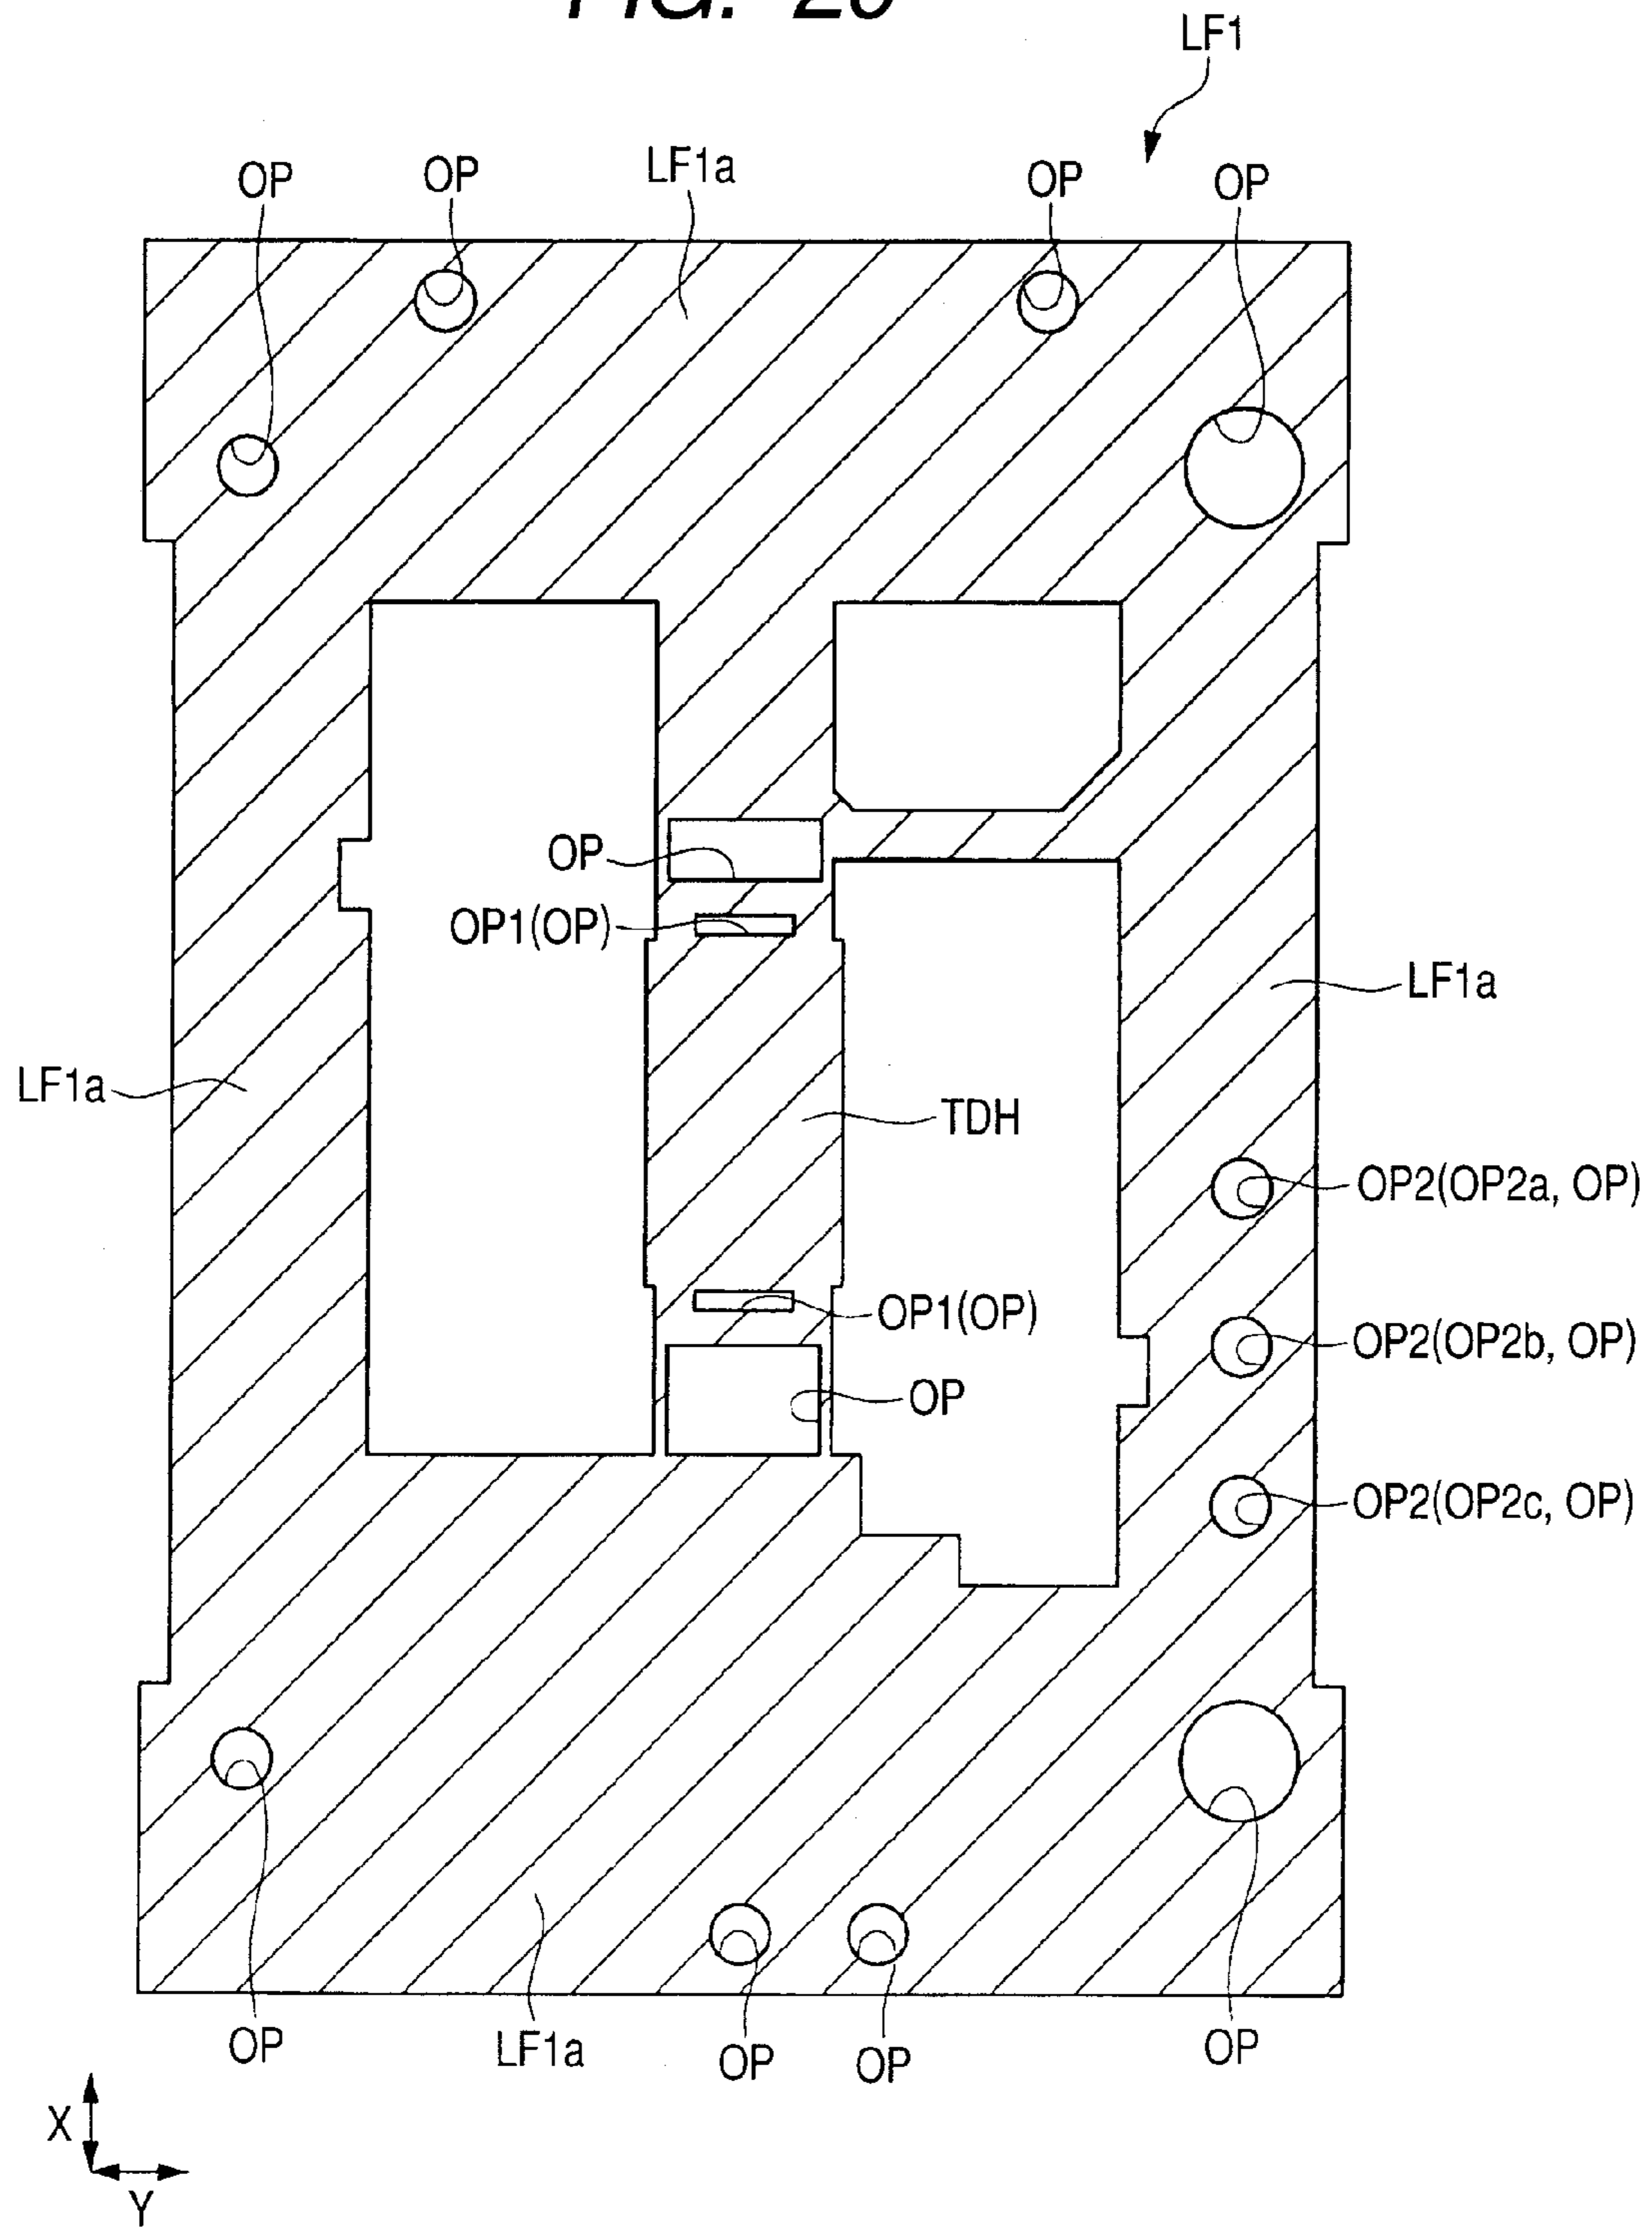 LF1
OP OP LF1a OP OP
OP
OP1(OP)
LF1a
LF1a
TDH
OP2(OP2a, OP)
OP1(OP)
OP2(OP2b, OP)
OP
OP2(OP2c, OP)
OP LF1a OP OP OP
X
Y